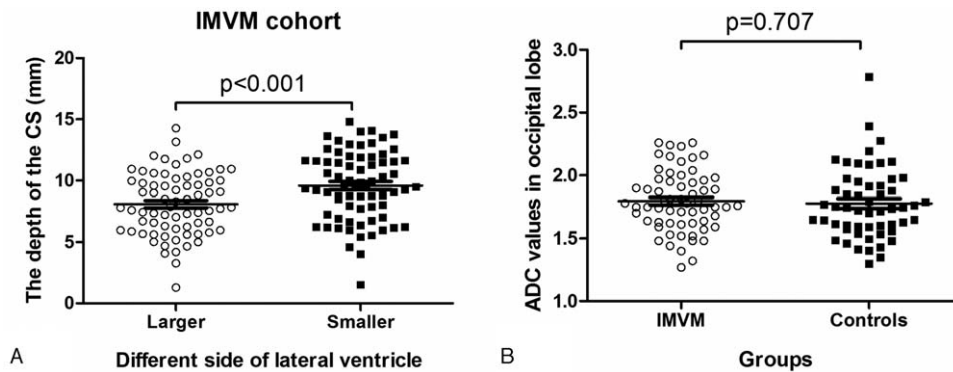 IMVM cohort
The depth of the CS (mm)
20
15
10
5
0
p<0.001
Larger
Smaller
Different side of lateral ventricle
A
p=0.707
ADC values in occipital lobe
3.0
2.5
2.0
1.5
1.0
IMVM
Controls
Groups
B